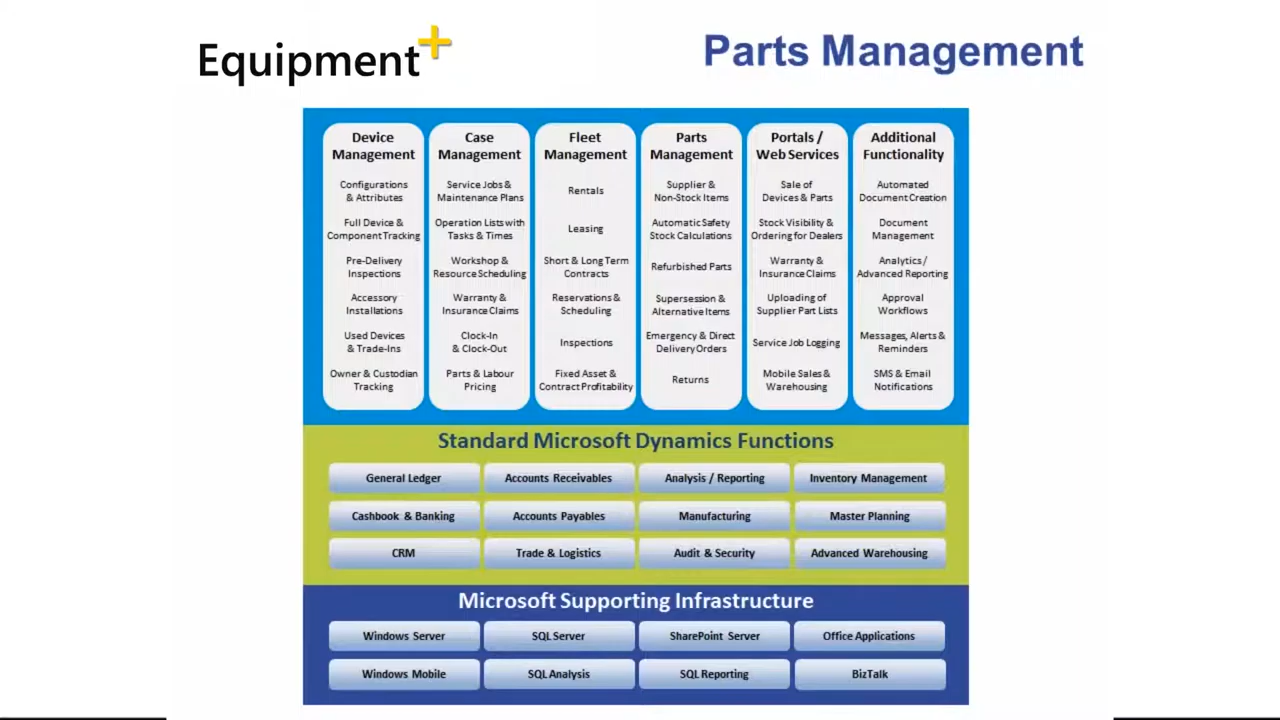 Equipment+
Parts Management
Device
Management
Configurations
& Attributes
Full Device &
Component Tracking
Pre-Delivery
Inspections
Accessory
Installations
Used Devices
& Trade-Ins
Owner & Custodian
Tracking
Case
Management
Service Jobs &
Maintenance Plans
Operation Lists with
Tasks & Times
Workshop &
Resource Scheduling
Warranty &
Insurance Claims
Clock-In
& Clock-Out
Parts & Labour
Pricing
Fleet
Management
Rentals
Leasing
Short & Long Term
Contracts
Reservations &
Scheduling
Inspections
Fixed Asset &
Contract Profitability
Parts
Management
Supplier &
Non-Stock Items
Automatic Safety
Stock Calculations
Refurbished Parts
Supersession &
Alternative Items
Emergency & Direct
Delivery Orders
Returns
Portals /
Web Services
Sale of
Devices & Parts
Stock Visibility &
Ordering for Dealers
Warranty &
Insurance Claims
Uploading of
Supplier Part Lists
Service Job Logging
Mobile Sales &
Warehousing
Additional
Functionality
Automated
Document Creation
Document
Management
Analytics /
Advanced Reporting
Approval
Workflows
Messages, Alerts &
Reminders
SMS & Email
Notifications
Standard Microsoft Dynamics Functions
General Ledger
Accounts Receivables
Analysis / Reporting
Inventory Management
Cashbook & Banking
Accounts Payables
Manufacturing
Master Planning
CRM
Trade & Logistics
Audit & Security
Advanced Warehousing
Microsoft Supporting Infrastructure
Windows Server
SQL Server
SharePoint Server
Office Applications
Windows Mobile
SQL Analysis
SQL Reporting
BizTalk